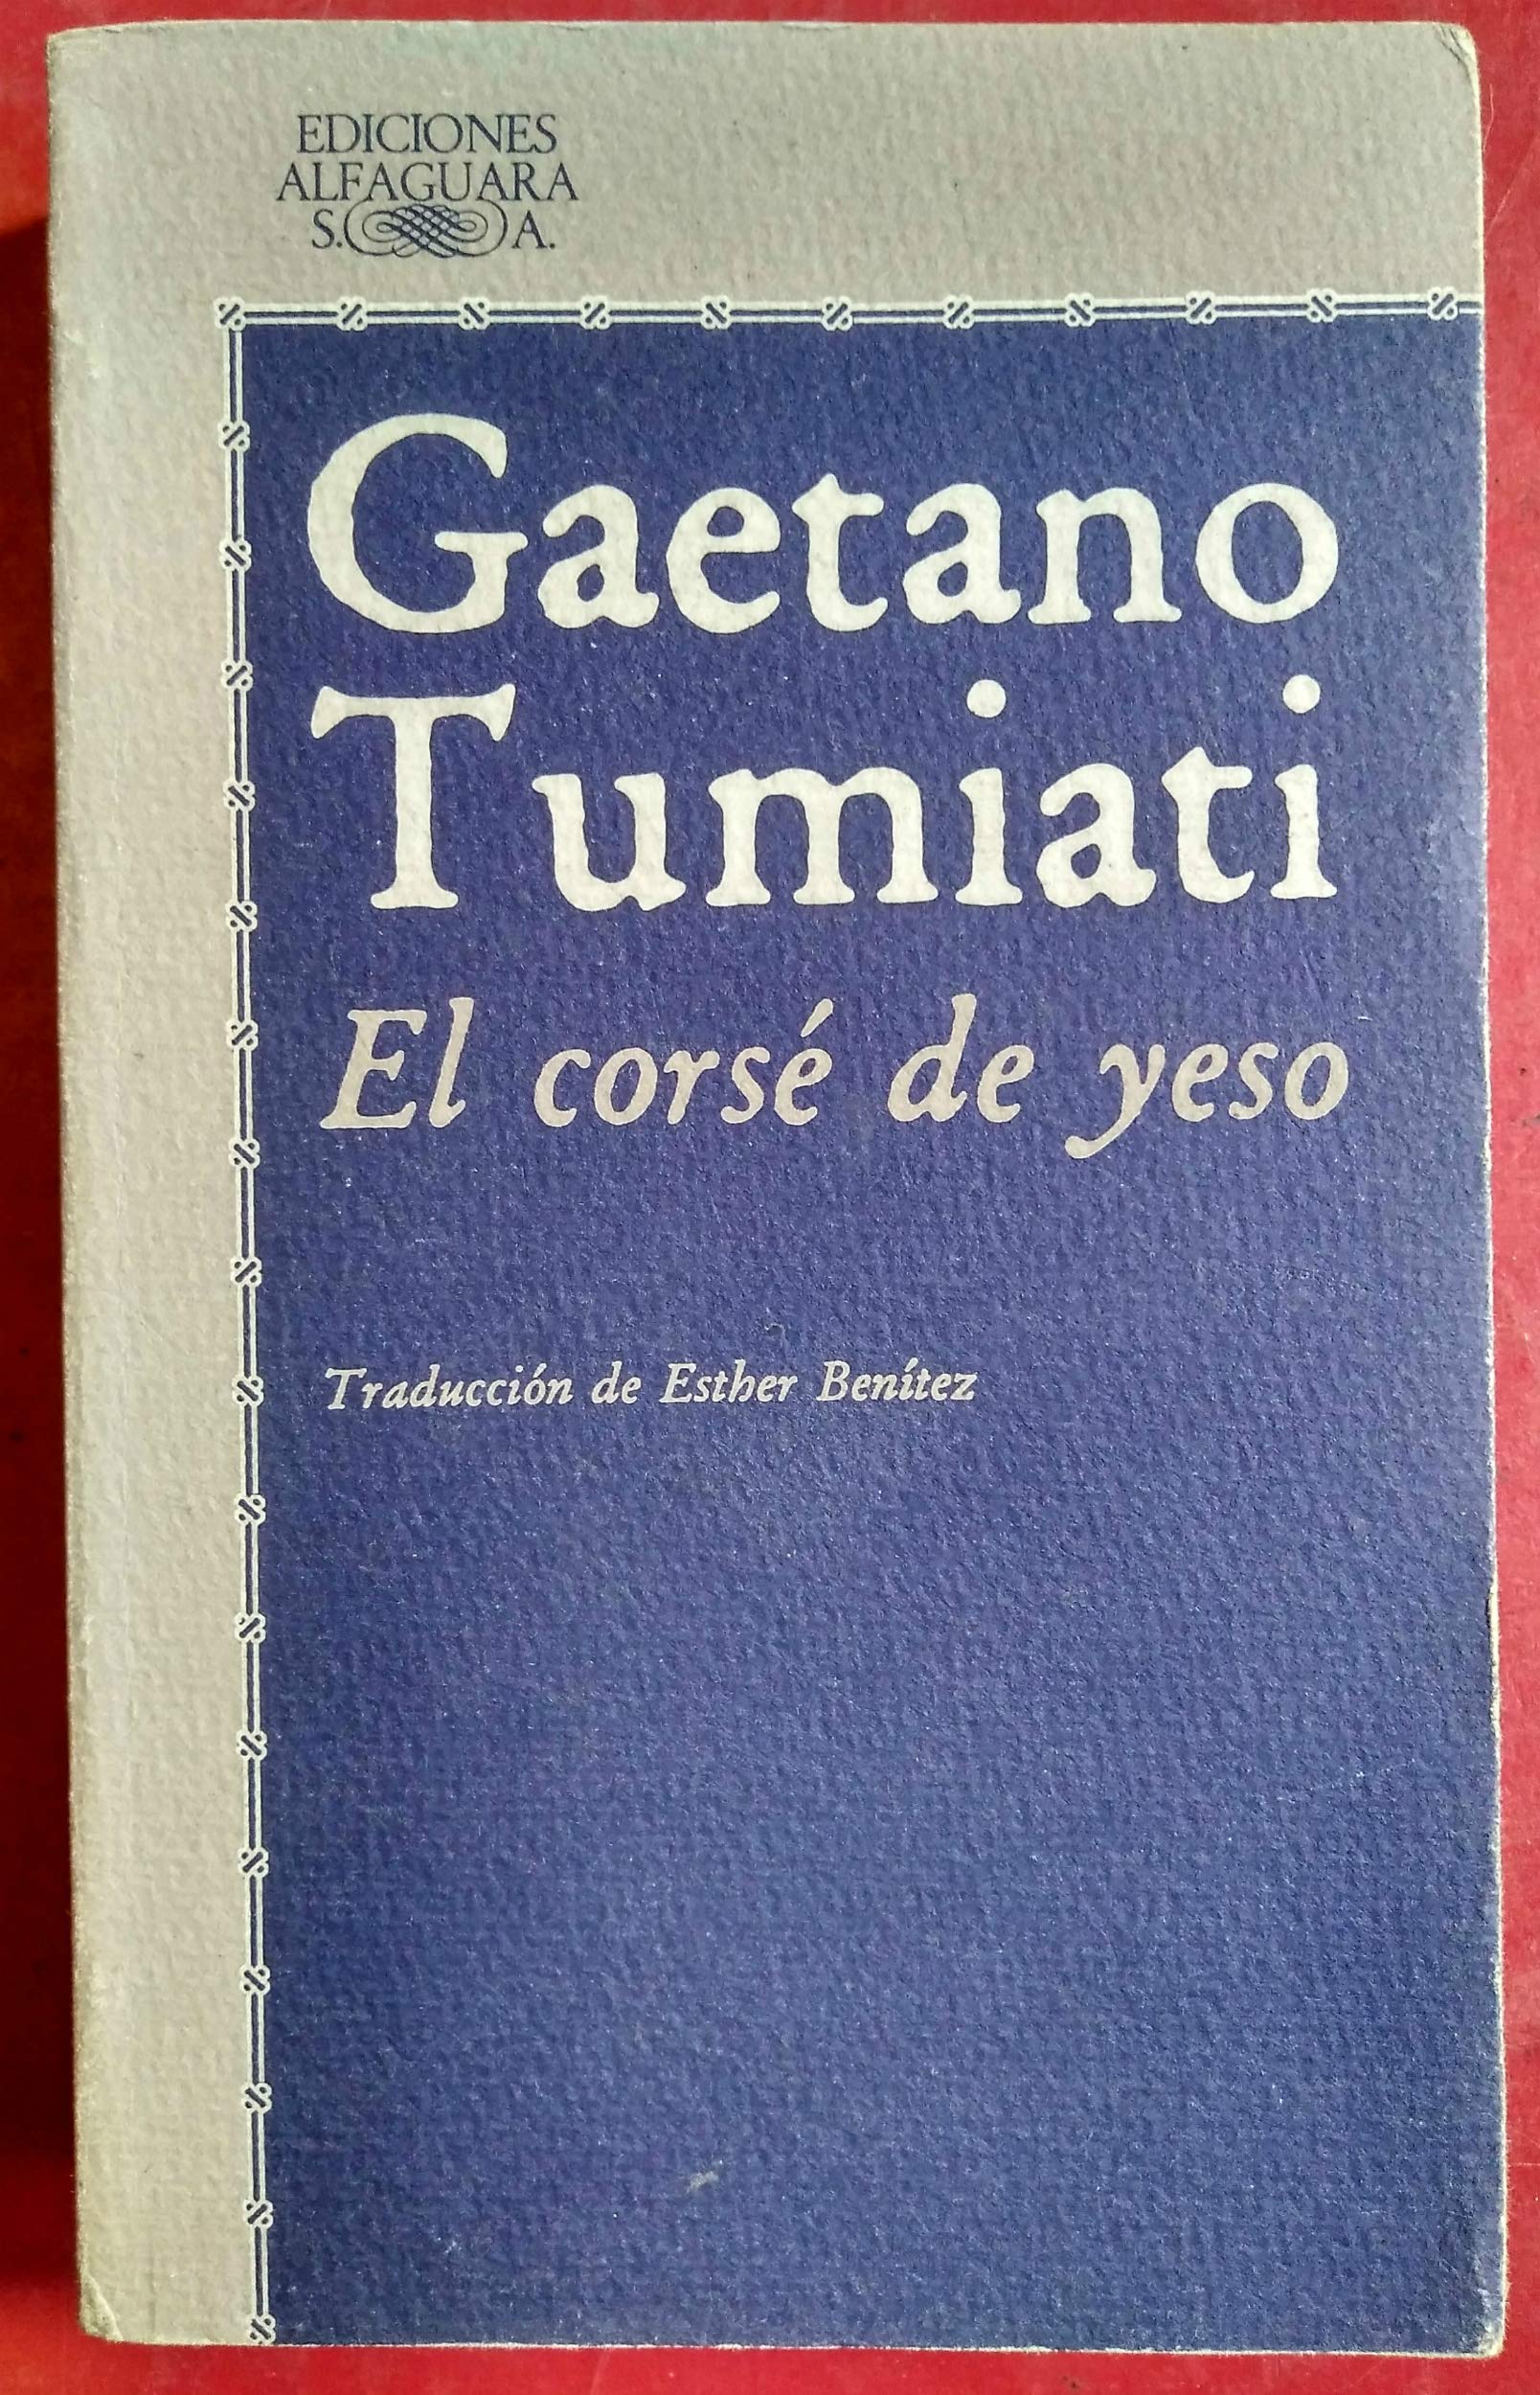 EDICIONES
ALFAGUARA
S. A.
Gaetano
Tumiati
El corsé de yeso
Traducción de Esther Benítez